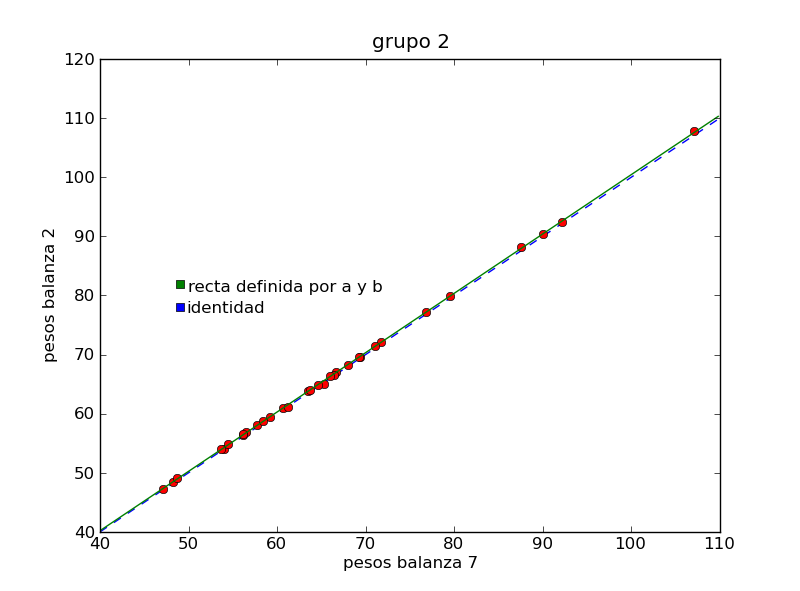 grupo 2
120
110
100
90
80
70
60
50
40
pesos balanza 2
recta definida por a y b
identidad
40 50 60 70 80 90 100 110
pesos balanza 7